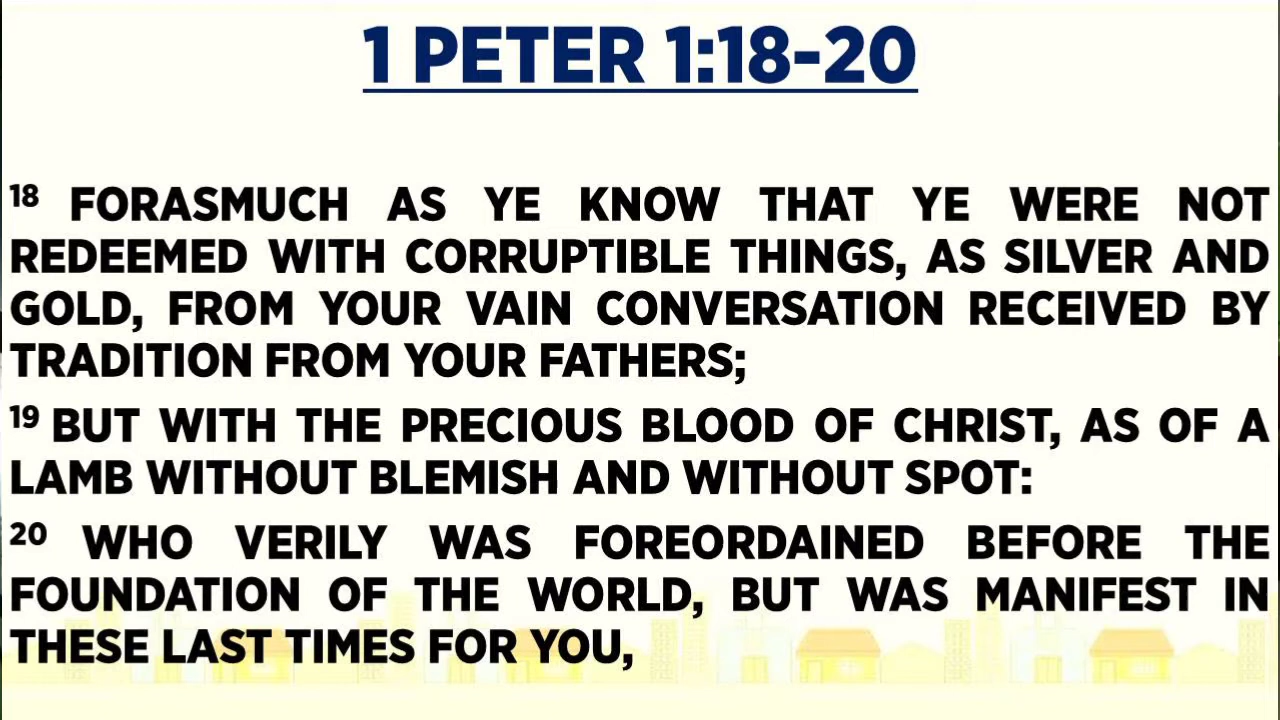 1 PETER 1:18-20
18 FORASMUCH AS YE KNOW THAT YE WERE NOT
REDEEMED WITH CORRUPTIBLE THINGS, AS SILVER AND
GOLD, FROM YOUR VAIN CONVERSATION RECEIVED BY
TRADITION FROM YOUR FATHERS;
19 BUT WITH THE PRECIOUS BLOOD OF CHRIST, AS OF A
LAMB WITHOUT BLEMISH AND WITHOUT SPOT:
20 WHO VERILY WAS FOREORDAINED BEFORE THE
FOUNDATION OF THE WORLD, BUT WAS MANIFEST IN
THESE LAST TIMES FOR YOU,